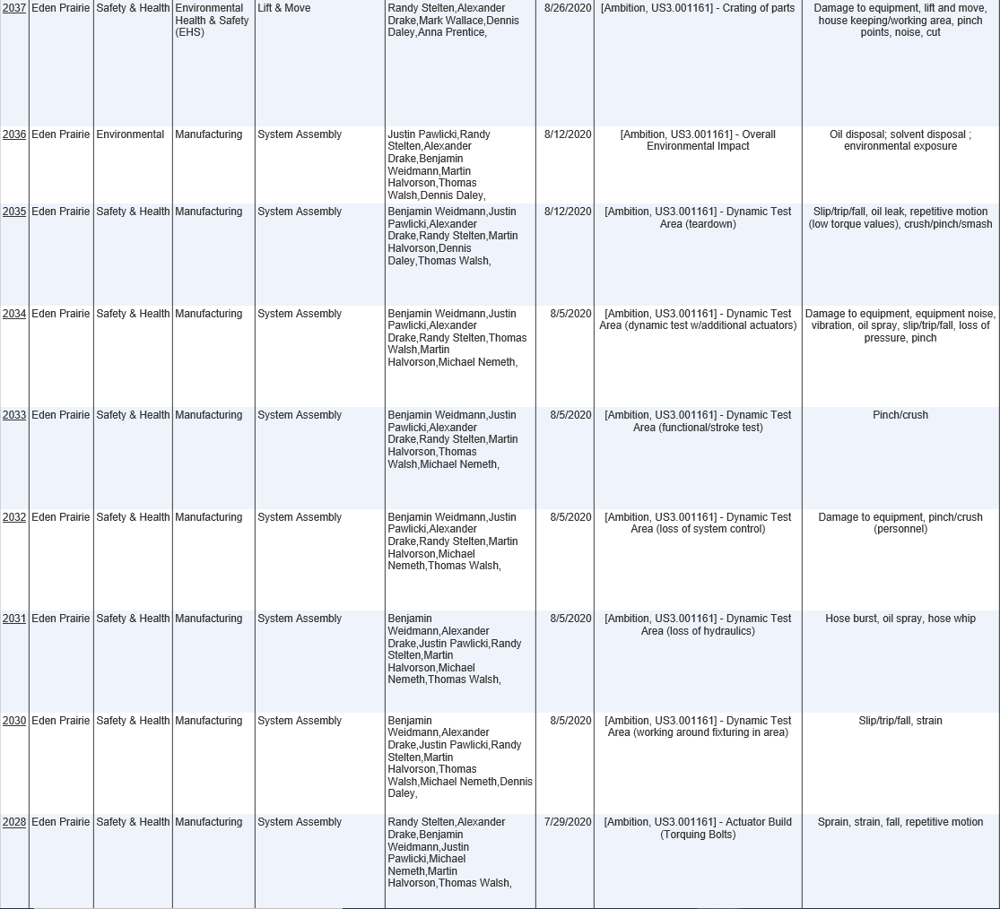 2037 Eden Prairie Safety & Health Environmental Health & Safety (EHS) Lift & Move Randy Stelten,Alexander Drake,Mark Wallace,Dennis Daley,Anna Prentice, 8/26/2020 [Ambition, US3.001161] - Crating of parts Damage to equipment, lift and move, house keeping/working area, pinch points, noise, cut
2036 Eden Prairie Environmental Manufacturing System Assembly Justin Pawlicki,Randy Stelten,Alexander Drake,Benjamin Weidmann,Martin Halvorson,Thomas Walsh,Dennis Daley, 8/12/2020 [Ambition, US3.001161] - Overall Environmental Impact Oil disposal; solvent disposal ; environmental exposure
2035 Eden Prairie Safety & Health Manufacturing System Assembly Benjamin Weidmann,Justin Pawlicki,Alexander Drake,Randy Stelten,Martin Halvorson,Dennis Daley,Thomas Walsh, 8/12/2020 [Ambition, US3.001161] - Dynamic Test Area (teardown) Slip/trip/fall, oil leak, repetitive motion (low torque values), crush/pinch/smash
2034 Eden Prairie Safety & Health Manufacturing System Assembly Benjamin Weidmann,Justin Pawlicki,Alexander Drake,Randy Stelten,Thomas Walsh,Martin Halvorson,Michael Nemeth, 8/5/2020 [Ambition, US3.001161] - Dynamic Test Area (dynamic test w/additional actuators) Damage to equipment, equipment noise, vibration, oil spray, slip/trip/fall, loss of pressure, pinch
2033 Eden Prairie Safety & Health Manufacturing System Assembly Benjamin Weidmann,Justin Pawlicki,Alexander Drake,Randy Stelten,Martin Halvorson,Thomas Walsh,Michael Nemeth, 8/5/2020 [Ambition, US3.001161] - Dynamic Test Area (functional/stroke test) Pinch/crush
2032 Eden Prairie Safety & Health Manufacturing System Assembly Benjamin Weidmann,Justin Pawlicki,Alexander Drake,Randy Stelten,Martin Halvorson,Michael Nemeth,Thomas Walsh, 8/5/2020 [Ambition, US3.001161] - Dynamic Test Area (loss of system control) Damage to equipment, pinch/crush (personnel)
2031 Eden Prairie Safety & Health Manufacturing System Assembly Benjamin Weidmann,Alexander Drake,Justin Pawlicki,Randy Stelten,Martin Halvorson,Michael Nemeth,Thomas Walsh, 8/5/2020 [Ambition, US3.001161] - Dynamic Test Area (loss of hydraulics) Hose burst, oil spray, hose whip
2030 Eden Prairie Safety & Health Manufacturing System Assembly Benjamin Weidmann,Alexander Drake,Justin Pawlicki,Randy Stelten,Martin Halvorson,Thomas Walsh,Michael Nemeth,Dennis Daley, 8/5/2020 [Ambition, US3.001161] - Dynamic Test Area (working around fixturing in area) Slip/trip/fall, strain
2028 Eden Prairie Safety & Health Manufacturing System Assembly Randy Stelten,Alexander Drake,Benjamin Weidmann,Justin Pawlicki,Michael Nemeth,Martin Halvorson,Thomas Walsh, 7/29/2020 [Ambition, US3.001161] - Actuator Build (Torquing Bolts) Sprain, strain, fall, repetitive motion